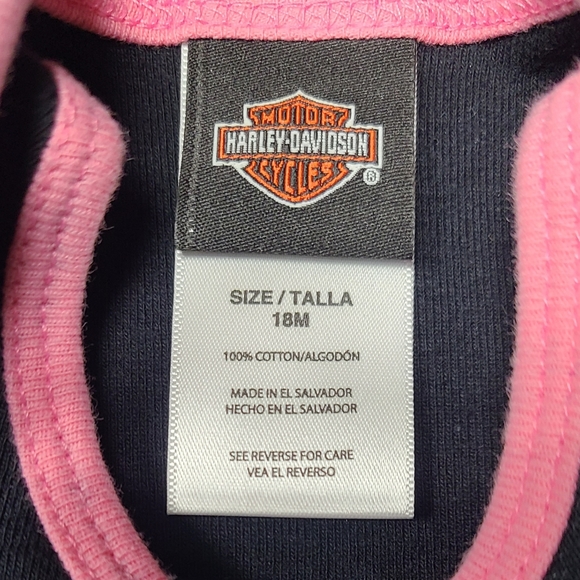 MOTOR
HARLEY-DAVIDSON
CYCLES
®
SIZE / TALLA
18M
100% COTTON/ALGODÓN
MADE IN EL SALVADOR
HECHO EN EL SALVADOR
SEE REVERSE FOR CARE
VEA EL REVERSO